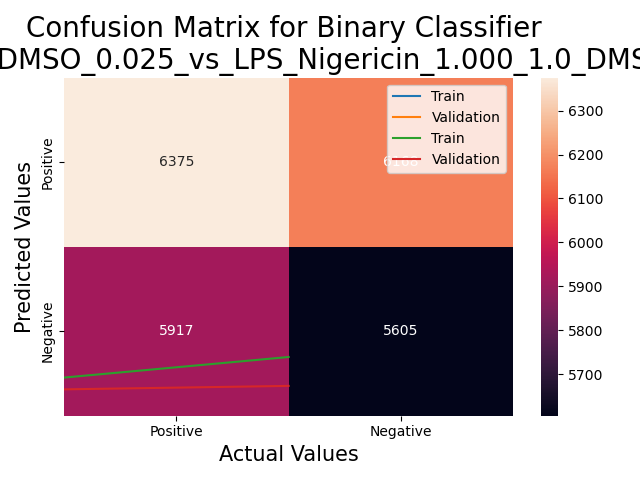 Confusion Matrix for Binary Classifier
DMSO_0.025_vs_LPS_Nigericin_1.000_1.0_DMS
Train
Validation
Train
Validation
Predicted Values
Positive
Negative
6375
5917
5605
Positive
Negative
Actual Values
6300
6200
6100
6000
5900
5800
5700